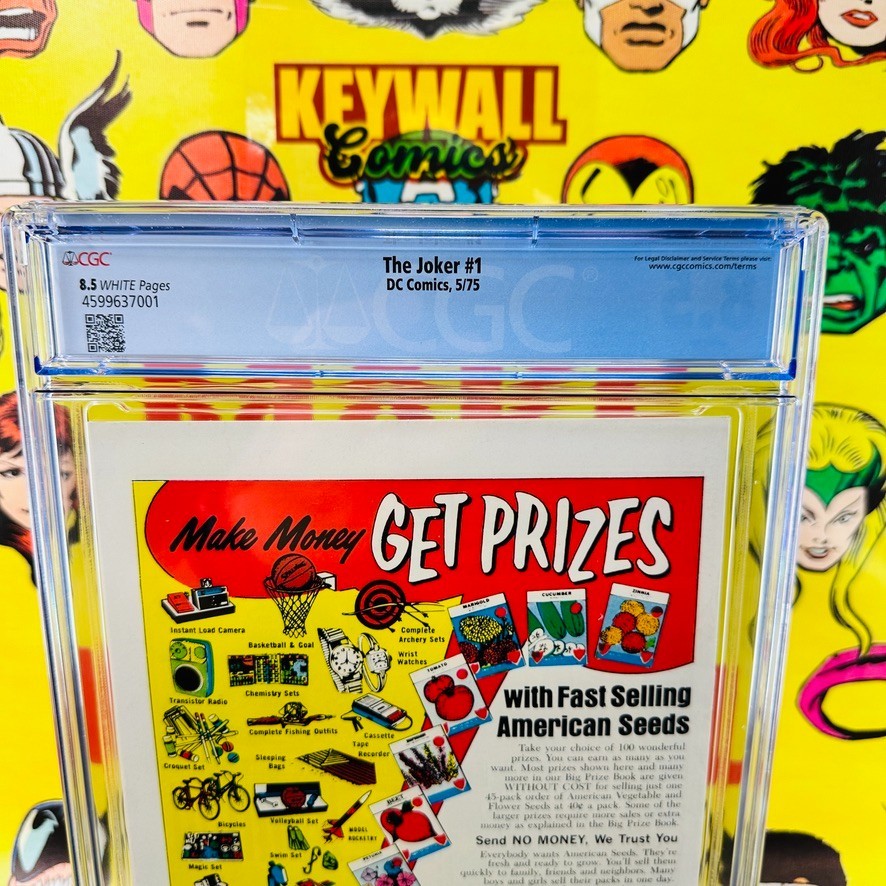 KEYWALL
Comics
CGC
The Joker #1
DC Comics, 5/75
For Legal Disclaimer and Service Terms please visit:
www.cgccomics.com/terms
8.5 WHITE Pages
4599637001
CGC
Make Money GET PRIZES
Instant Load Camera
Basketball & Goal
Complete
Archery Sets
Wrist
Watches
MARIGOLD
CUCUMBER
ZINNIA
Transistor Radio
Chemistry Sets
TOMATO
Complete Fishing Outfits
Cassette
Tape
Recorder
Croquet Set
Sleeping
Bags
Bicycles
Volleyball Set
MODEL
ROCKETRY
Magic Set
Swim Set
with Fast Selling
American Seeds
Take your choice of 100 wonderful
prizes. You can earn as many as you
want. Most prizes shown here and many
more in our Big Prize Book are given
WITHOUT COST for selling just one
45-pack order of American Vegetable and
Flower Seeds at 40¢ a pack. Some of the
larger prizes require more sales or extra
money as explained in the Big Prize Book.
Send NO MONEY, We Trust You
Everybody wants American Seeds. They're
fresh and ready to grow. You'll sell them
quickly to family, friends and neighbors. Many
boys and girls sell their packs in one day.